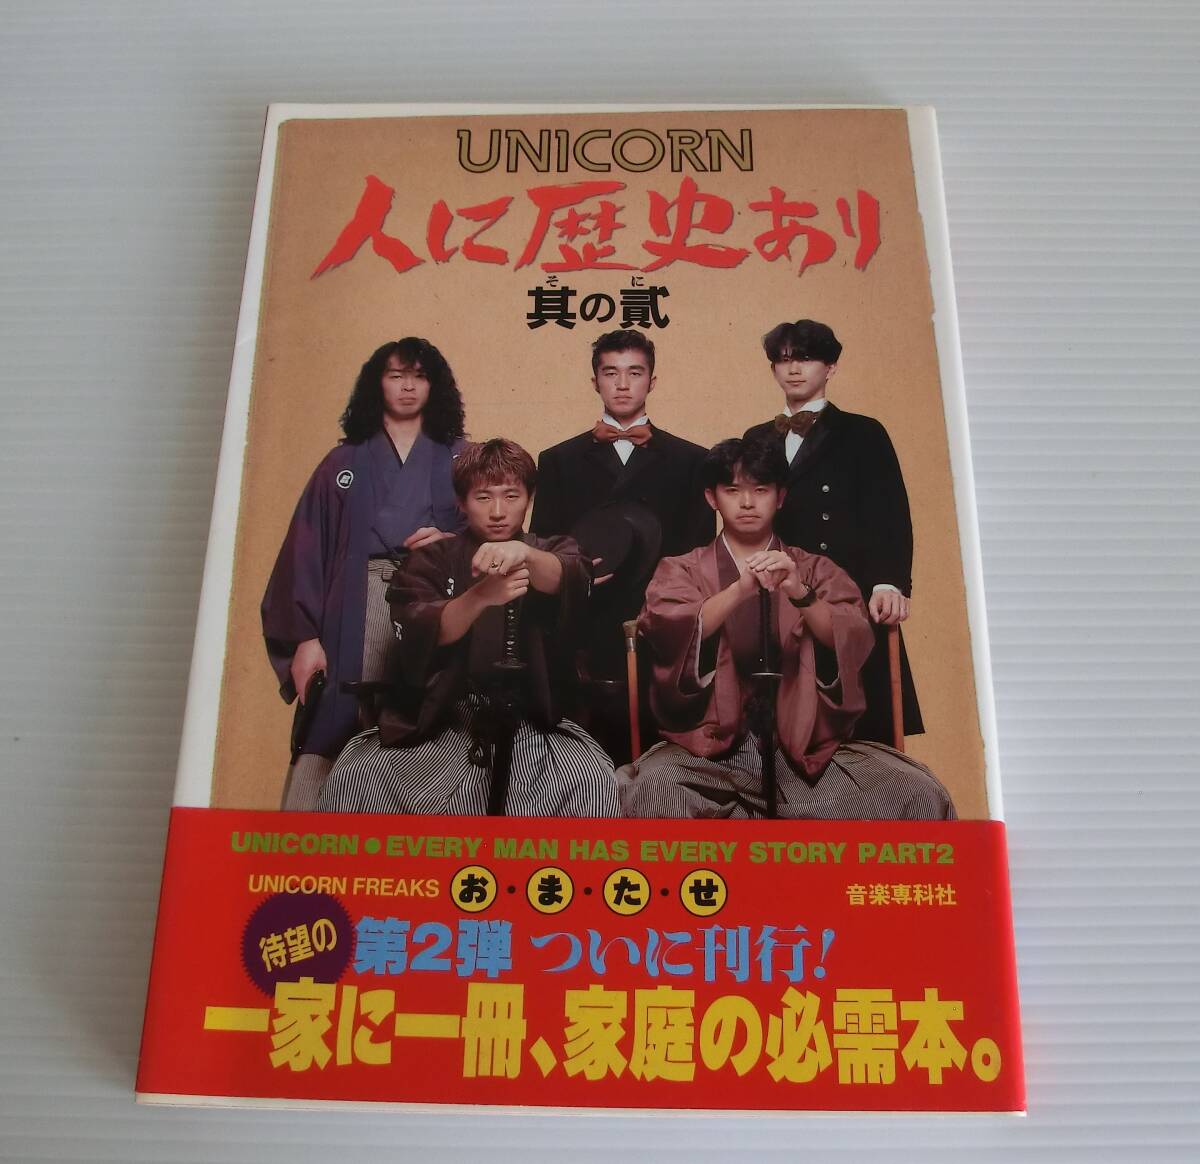 UNICORN
人に歴史あり
そ に
其の貳
UNICORN●EVERY MAN HAS EVERY STORY PART2
UNICORN FREAKS お・ま・た・せ 音楽専科社
待望の 第2弾 ついに刊行!
一家に一冊、家庭の必需本。